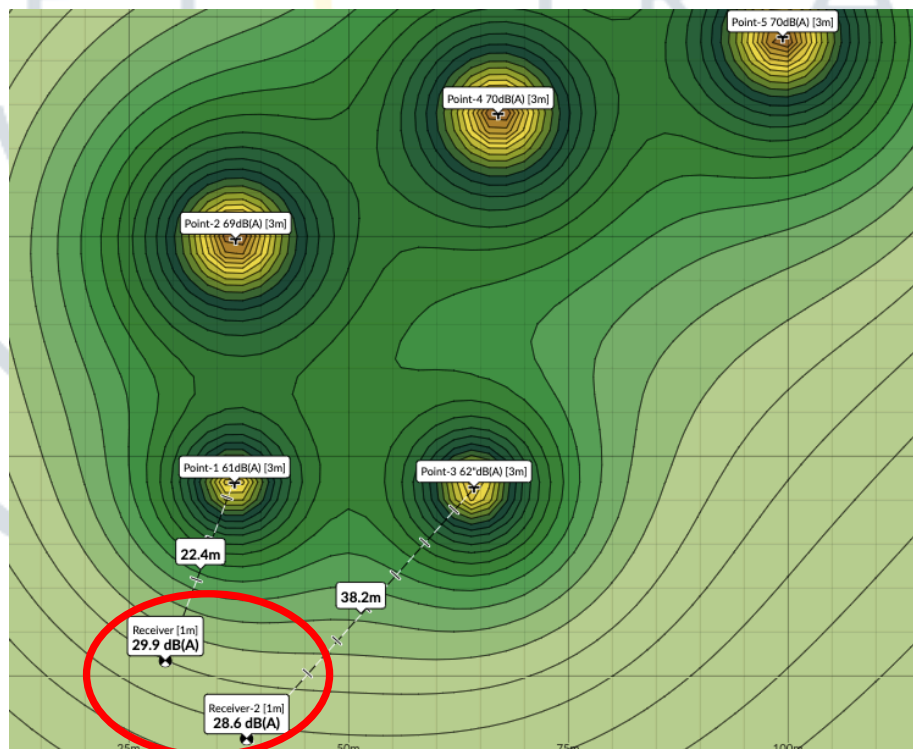 Point-5 70dB(A) [3m]
Point-4 70dB(A) [3m]
Point-2 69dB(A) [3m]
Point-1 61dB(A) [3m]
Point-3 62"dB(A) [3m]
22.4m
38.2m
Receiver [1m]
29.9 dB(A)
Receiver-2 [1m]
28.6 dB(A)
25m
50m
75m
100m